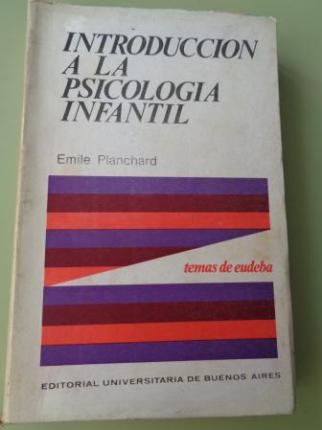 INTRODUCCION
A LA
PSICOLOGIA
INFANTIL
Emile Planchard
temas de eudeba
EDITORIAL UNIVERSITARIA DE BUENOS AIRES